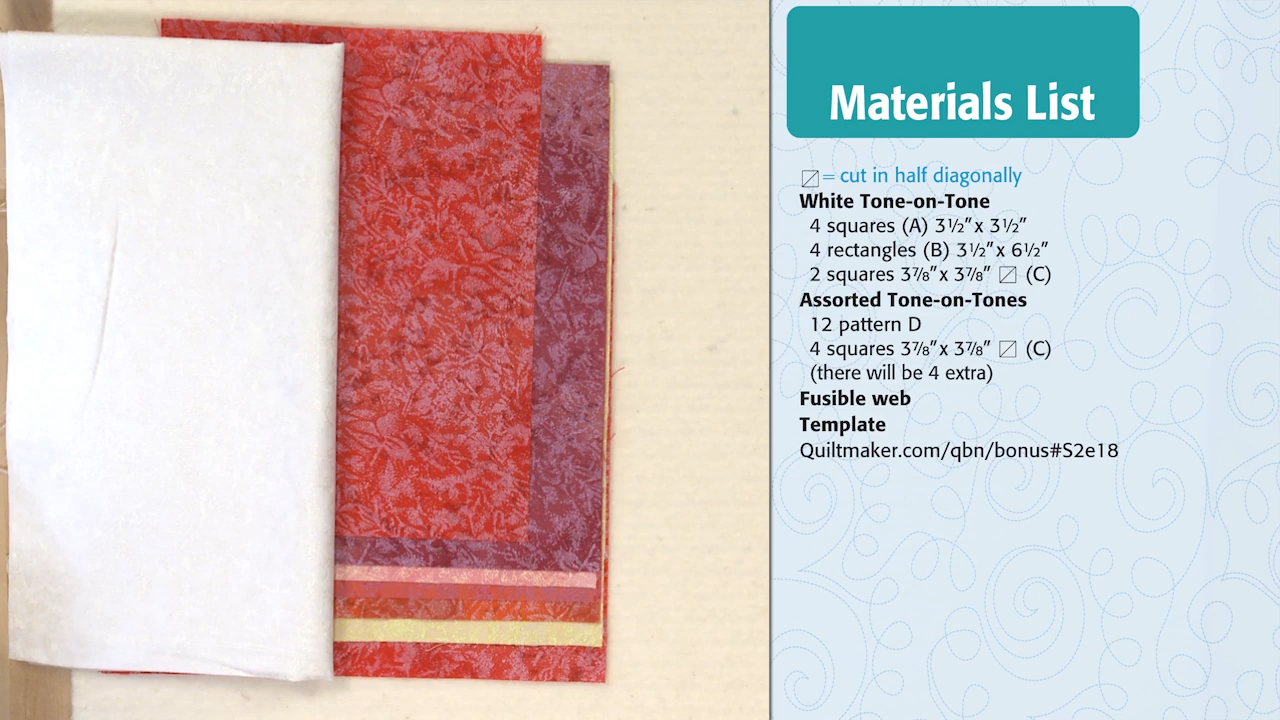 Materials List
⧄ = cut in half diagonally
White Tone-on-Tone
4 squares (A) 3½″ x 3½″
4 rectangles (B) 3½″ x 6½″
2 squares 3⅞″ x 3⅞″ ⧄ (C)
Assorted Tone-on-Tones
12 pattern D
4 squares 3⅞″ x 3⅞″ ⧄ (C)
(there will be 4 extra)
Fusible web
Template
Quiltmaker.com/qbn/bonus#S2e18